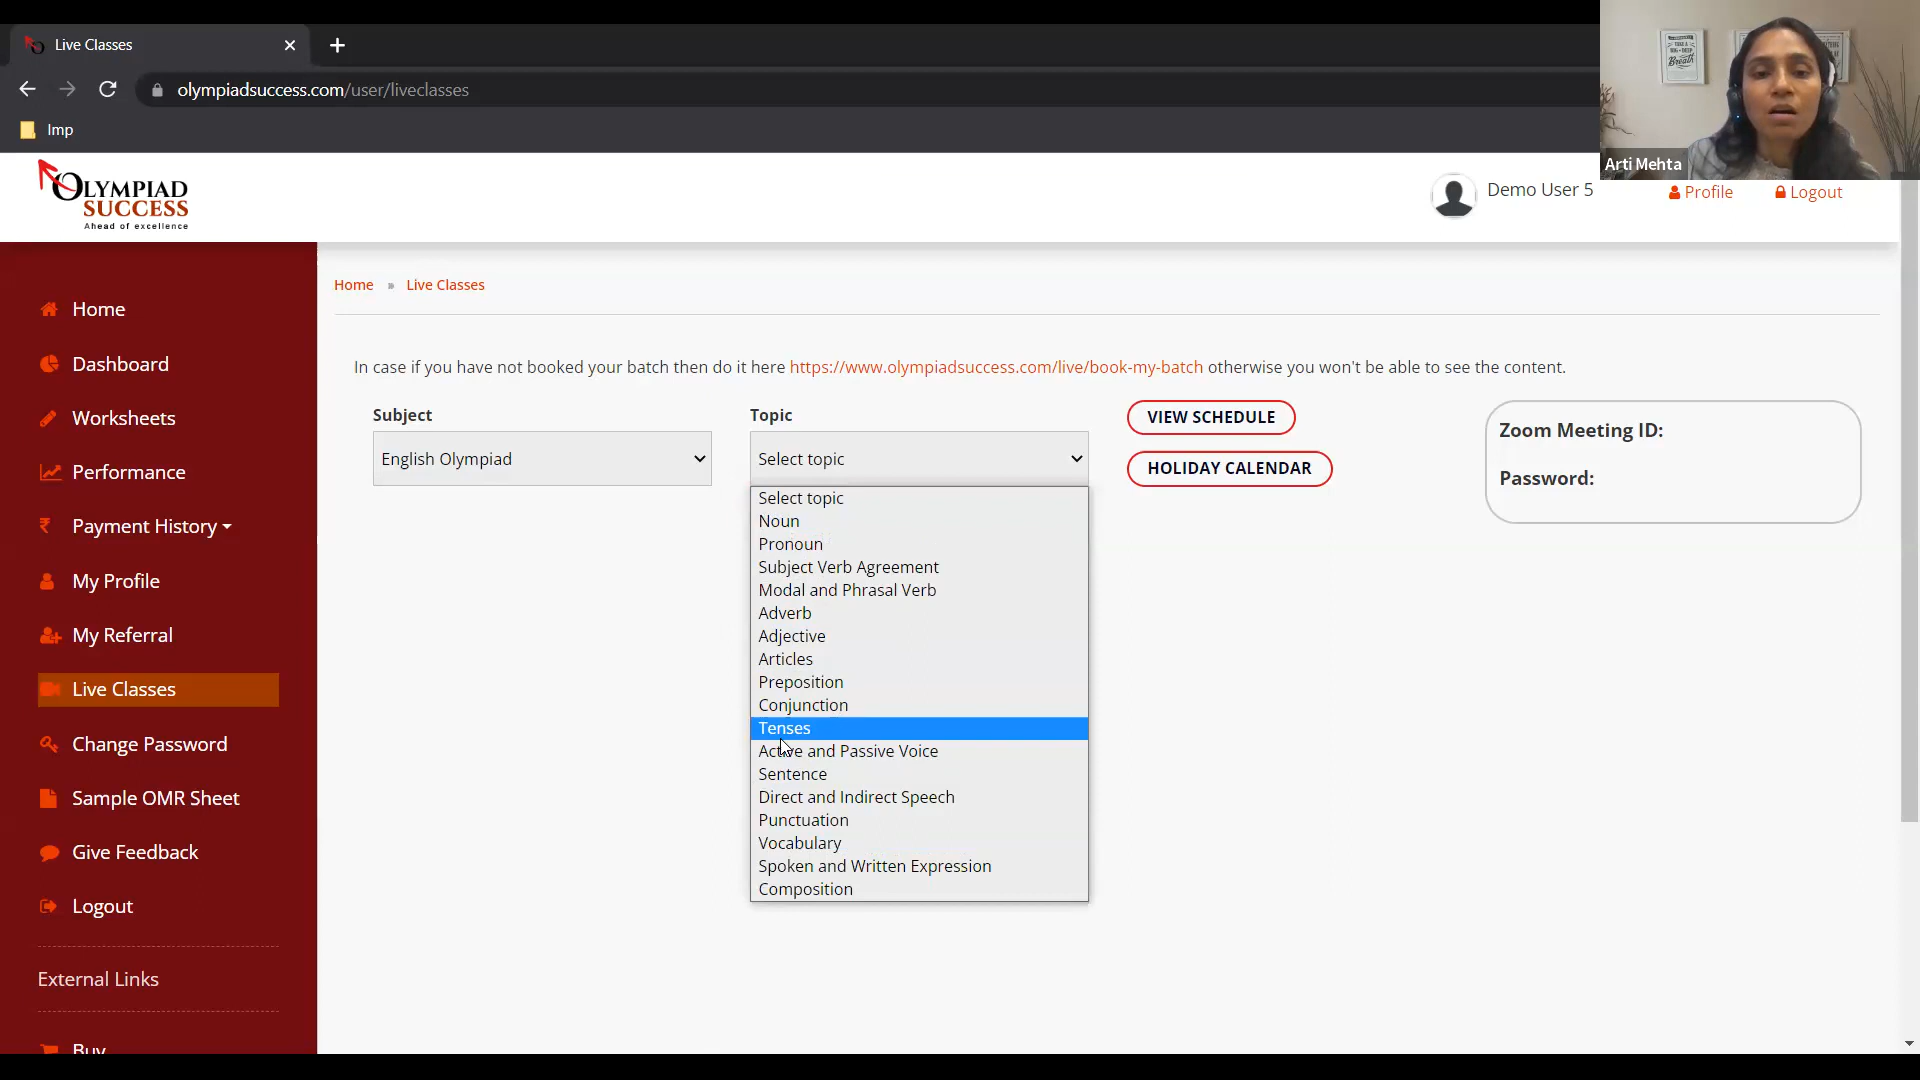 Live Classes
olympiadsuccess.com/user/liveclasses
Imp
Arti Mehta
OLYMPIAD
SUCCESS
Ahead of excellence
Demo User 5
Profile
Logout
Home
Dashboard
Worksheets
Performance
Payment History
My Profile
My Referral
Live Classes
Change Password
Sample OMR Sheet
Give Feedback
Logout
External Links
Buy
Home » Live Classes
In case if you have not booked your batch then do it here https://www.olympiadsuccess.com/live/book-my-batch otherwise you won't be able to see the content.
Subject
English Olympiad
Topic
Select topic
Select topic
Noun
Pronoun
Subject Verb Agreement
Modal and Phrasal Verb
Adverb
Adjective
Articles
Preposition
Conjunction
Tenses
Active and Passive Voice
Sentence
Direct and Indirect Speech
Punctuation
Vocabulary
Spoken and Written Expression
Composition
VIEW SCHEDULE
HOLIDAY CALENDAR
Zoom Meeting ID:
Password: